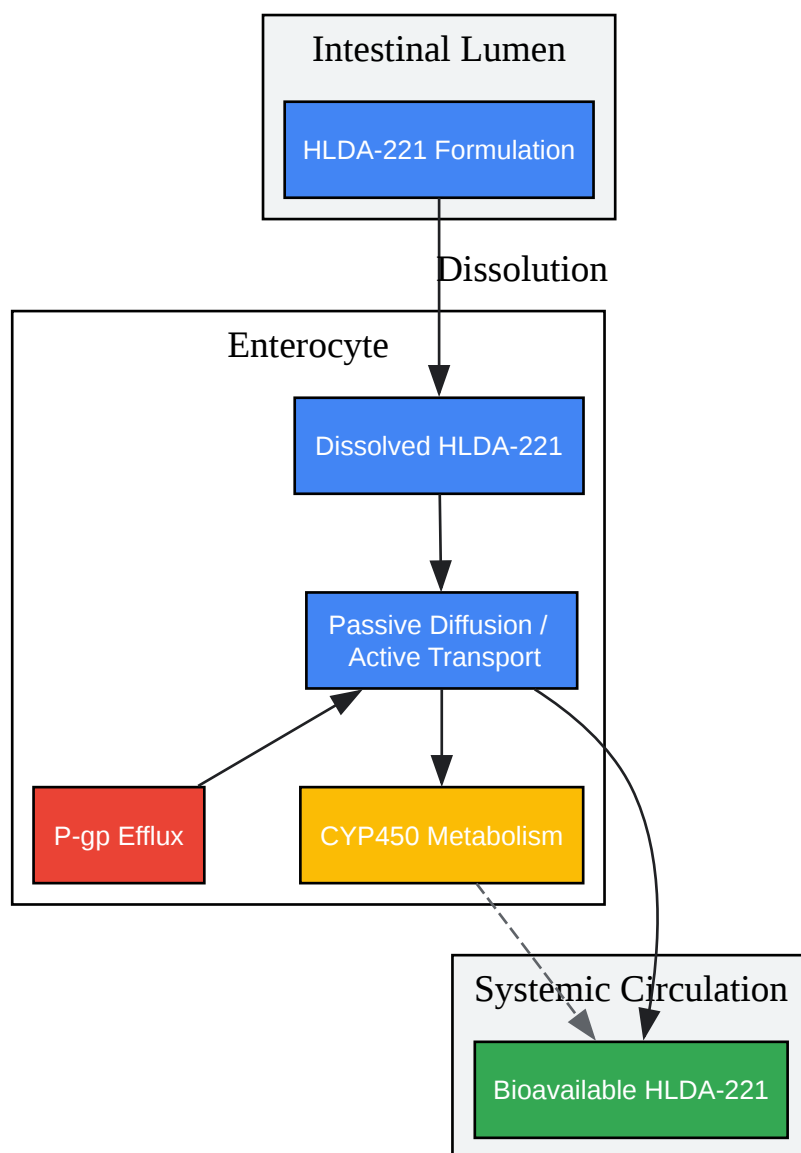 Intestinal Lumen
HLDA-221 Formulation
Dissolution
Enterocyte
Dissolved HLDA-221
Passive Diffusion /
Active Transport
P-gp Efflux
CYP450 Metabolism
Systemic Circulation
Bioavailable HLDA-221